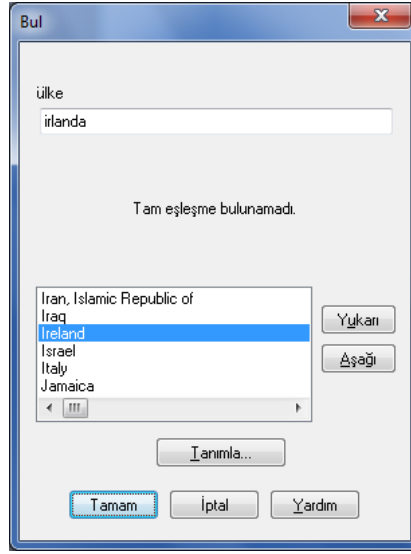 Bul
ülke
irlanda
Tam eşleşme bulunamadı.
Iran, Islamic Republic of
Iraq
Ireland
Israel
Italy
Jamaica
Yukarı
Aşağı
Tanımla...
Tamam
İptal
Yardım